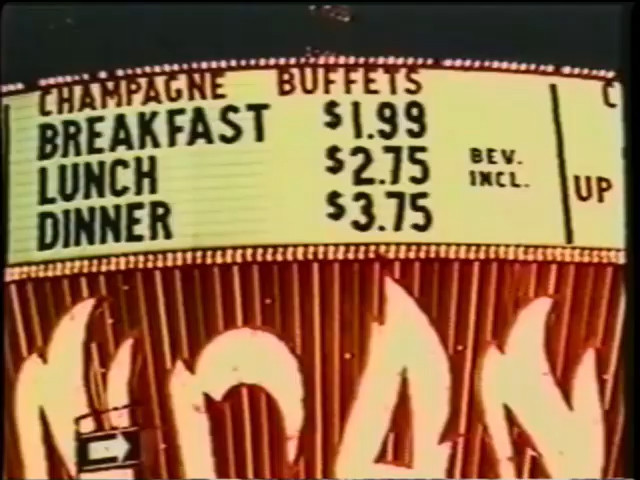 CHAMPAGNE BUFFETS
BREAKFAST $1.99
LUNCH $2.75
DINNER $3.75
BEV.
INCL.
C
UP